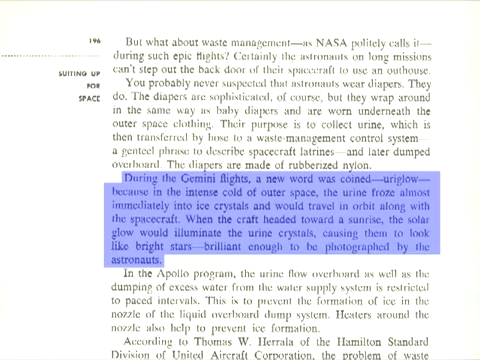 196
SUITING UP
FOR
SPACE
But what about waste management—as NASA politely calls it—
during such epic flights? Certainly the astronauts on long missions
can't step out the back door of their spacecraft to use an outhouse.
You probably never suspected that astronauts wear diapers. They
do. The diapers are sophisticated, of course, but they wrap around
in the same way as baby diapers and are worn underneath the
outer space clothing. Their purpose is to collect urine, which is
then transferred by hose to a waste-management control system—
a genteel phrase to describe spacecraft latrines—and later dumped
overboard. The diapers are made of rubberized nylon.
During the Gemini flights, a new word was coined—uriglow—
because in the intense cold of outer space, the urine froze almost
immediately into ice crystals and would travel in orbit along with
the spacecraft. When the craft headed toward a sunrise, the solar
glow would illuminate the urine crystals, causing them to look
like bright stars—brilliant enough to be photographed by the
astronauts.
In the Apollo program, the urine flow overboard as well as the
dumping of excess water from the water supply system is restricted
to paced intervals. This is to prevent the formation of ice in the
nozzle of the liquid overboard dump system. Heaters around the
nozzle also help to prevent ice formation.
According to Thomas W. Herrala of the Hamilton Standard
Division of United Aircraft Corporation, the problem of waste